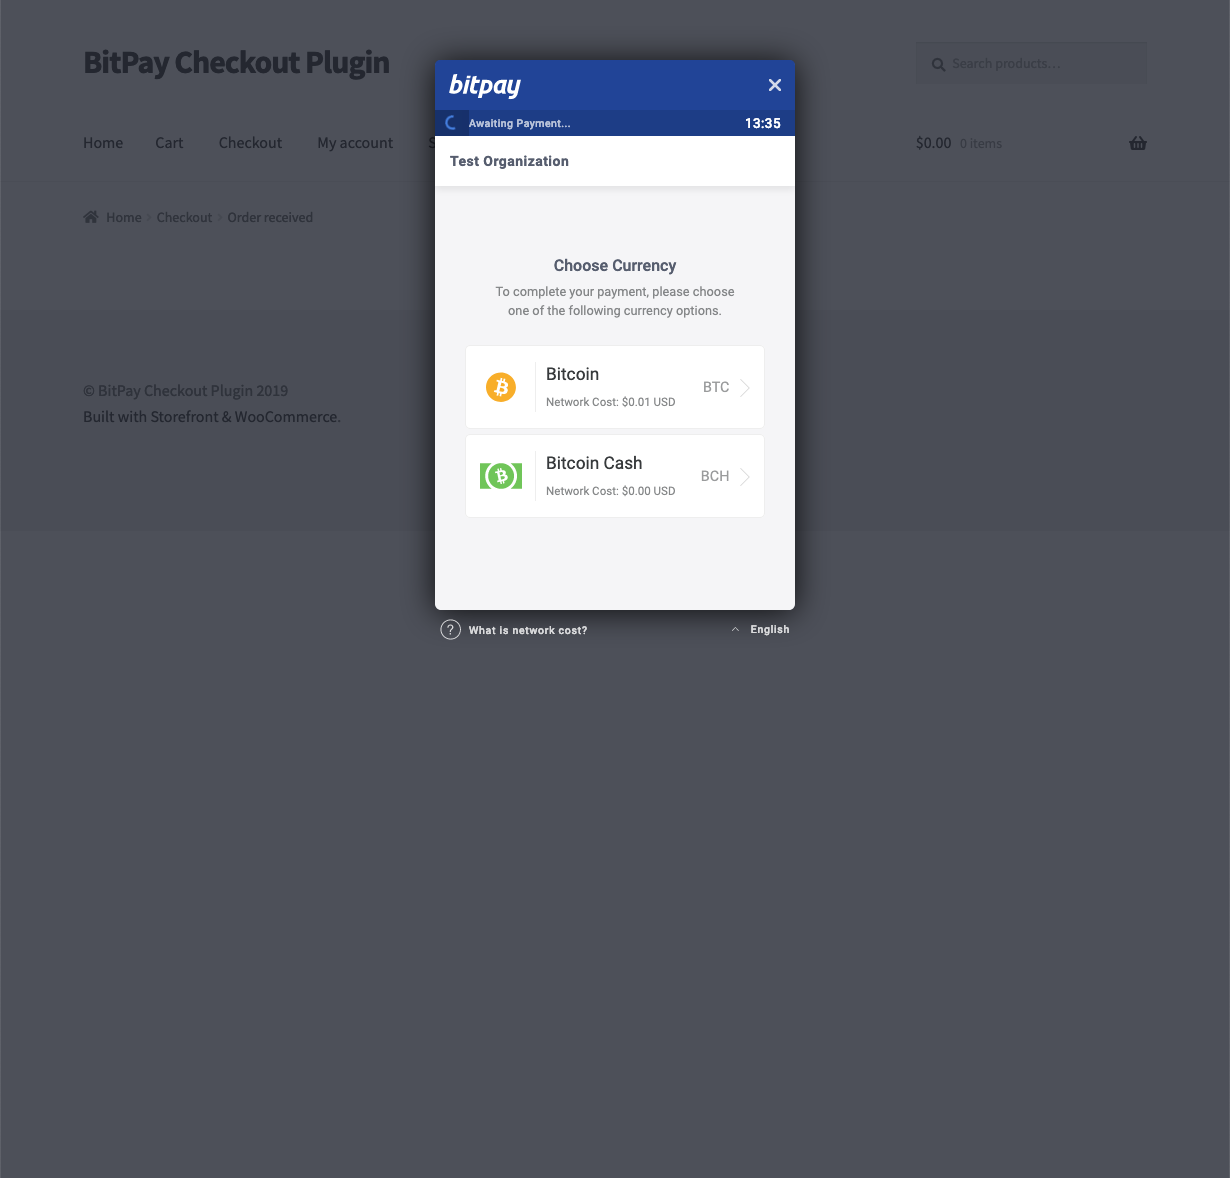 BitPay Checkout Plugin
Search products...
Home Cart Checkout My account S
$0.00 0 items
Home Checkout Order received
bitpay
Awaiting Payment... 13:35
Test Organization
Choose Currency
To complete your payment, please choose
one of the following currency options.
Bitcoin
Network Cost: $0.01 USD
BTC
Bitcoin Cash
Network Cost: $0.00 USD
BCH
? What is network cost?
English
© BitPay Checkout Plugin 2019
Built with Storefront & WooCommerce.